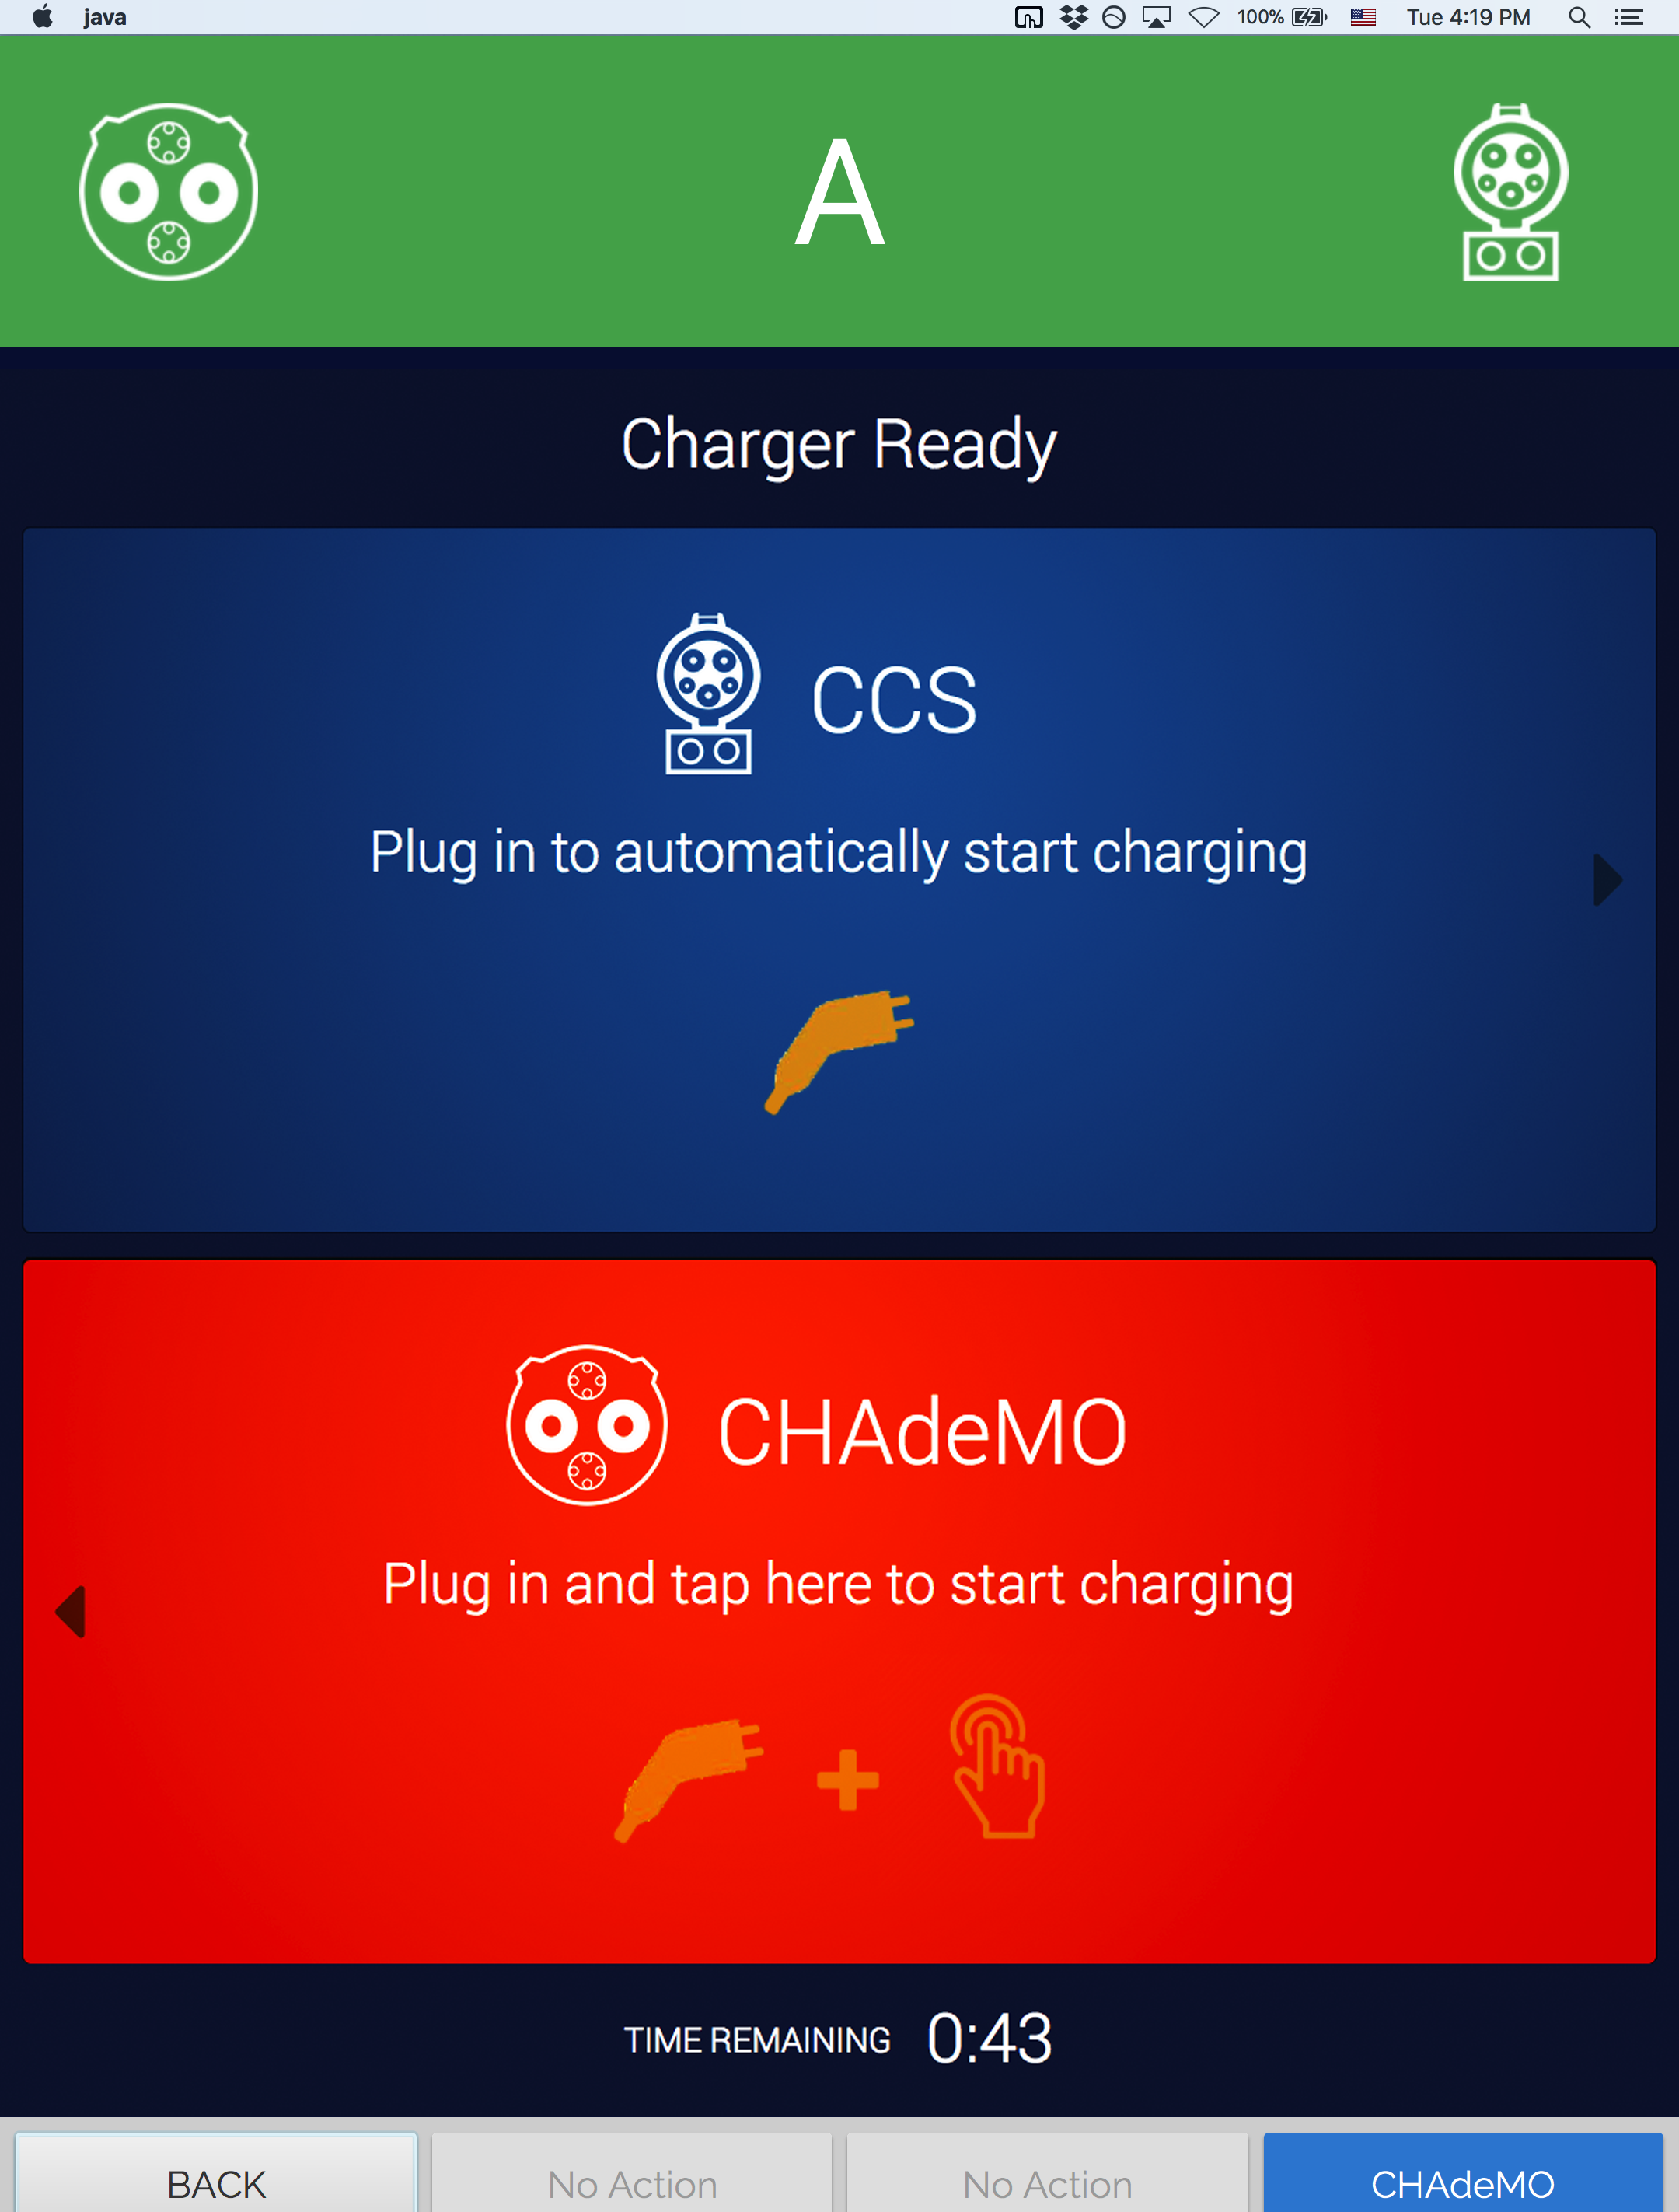 java
100%
Tue 4:19 PM
A
Charger Ready
CCS
Plug in to automatically start charging
CHAdeMO
Plug in and tap here to start charging
TIME REMAINING 0:43
BACK
No Action
No Action
CHAdeMO